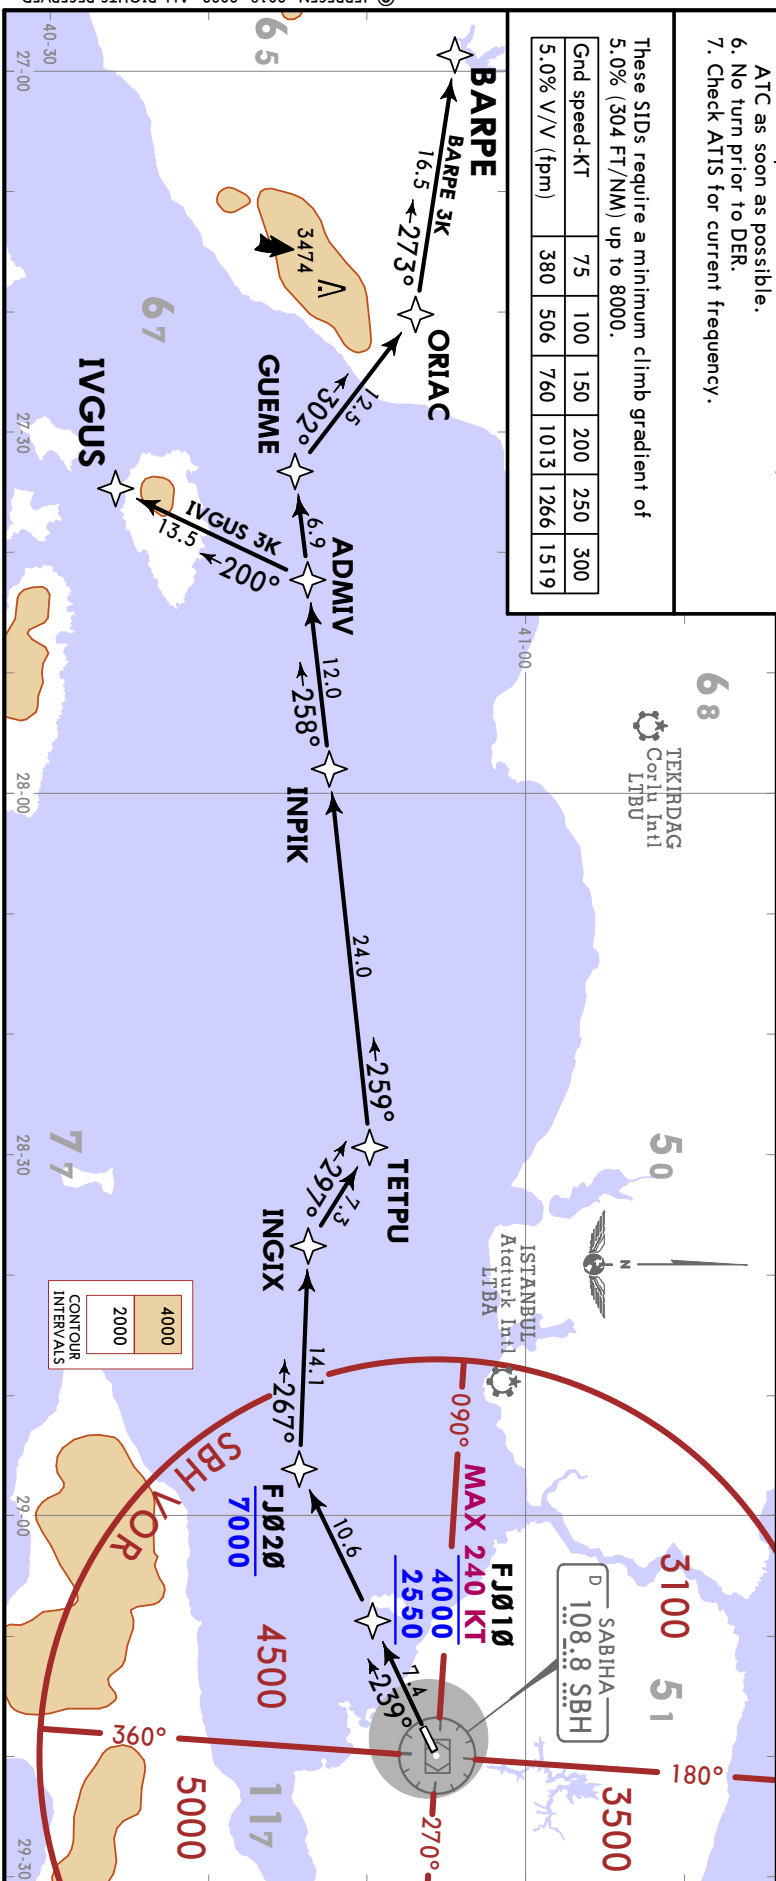 ATC as soon as possible.
6. No turn prior to DER.
7. Check ATIS for current frequency.
These SIDs require a minimum climb gradient of
5.0% (304 FT/NM) up to 8000.
Gnd speed-KT 75 100 150 200 250 300
5.0% V/V (fpm) 380 506 760 1013 1266 1519
68
TEKIRDAG
Corlu Intl
LTBU
50
N
ISTANBUL
Ataturk Intl
LTBA
3100
51
SABIHA
D 108.8 SBH
3500
180°
41-00
BARPE
BARPE 3K
16.5
273°
ORIAC
12.5
302°
GUEME
6.9
ADMIV
IVGUS 3K
13.5
200°
IVGUS
12.0
258°
INPIK
24.0
259°
TETPU
7.3
297°
INGIX
14.1
267°
FJØ2Ø
7000
10.6
MAX 240 KT
FJØ1Ø
4000
2550
7.4
239°
090°
270°
360°
SBH VOR
4500
5000
3474
65
67
77
117
4000
2000
CONTOUR
INTERVALS
40-30
27-00
27-30
28-00
28-30
29-00
29-30